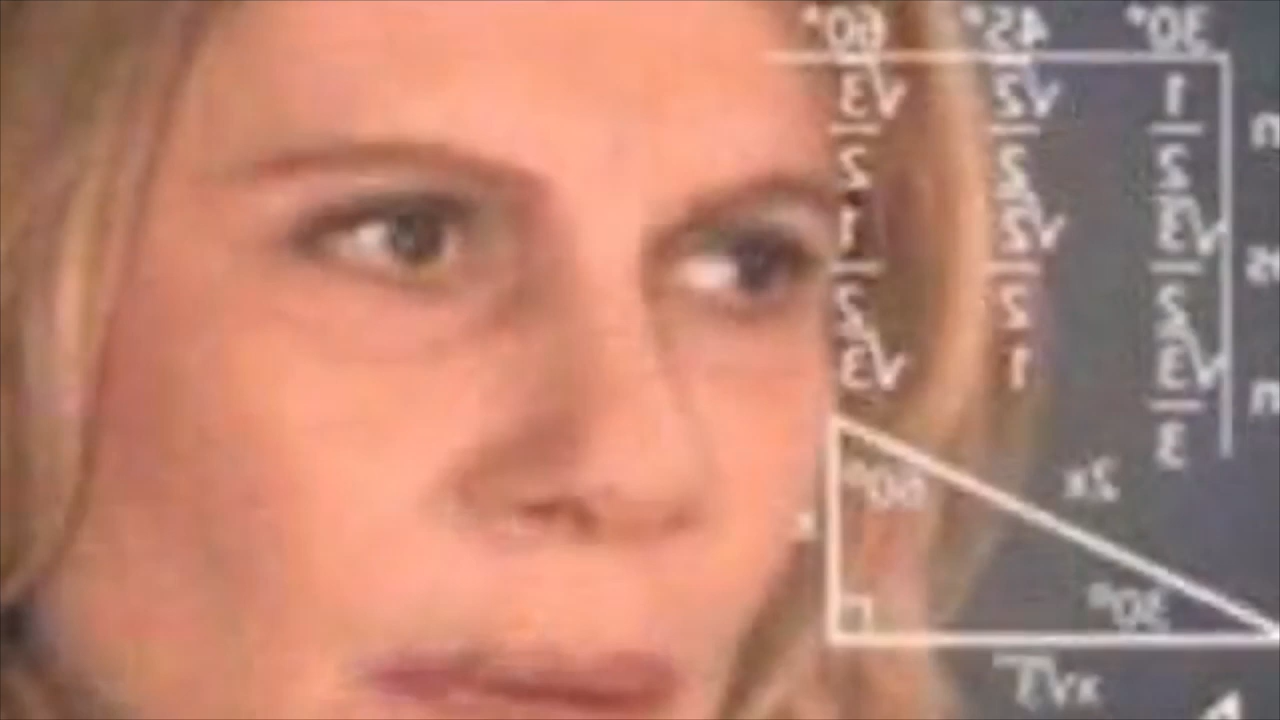 30° 45° 60°
n 1 √2 √3
2 2 2
s √3 √2 1
2 2 2
n √3 1 √3
3
60°
2x
x
30°